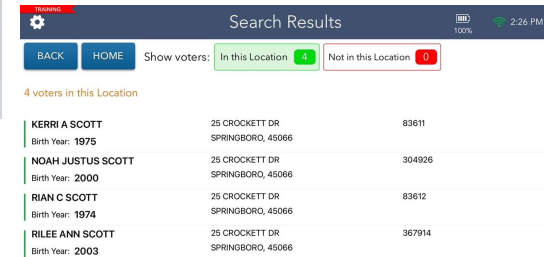 TRAINING
Search Results
100%
2:26 PM
BACK
HOME
Show voters:
In this Location 4
Not in this Location 0
4 voters in this Location
KERRI A SCOTT 25 CROCKETT DR 83611
Birth Year: 1975 SPRINGBORO, 45066
NOAH JUSTUS SCOTT 25 CROCKETT DR 304926
Birth Year: 2000 SPRINGBORO, 45066
RIAN C SCOTT 25 CROCKETT DR 83612
Birth Year: 1974 SPRINGBORO, 45066
RILEE ANN SCOTT 25 CROCKETT DR 367914
Birth Year: 2003 SPRINGBORO, 45066